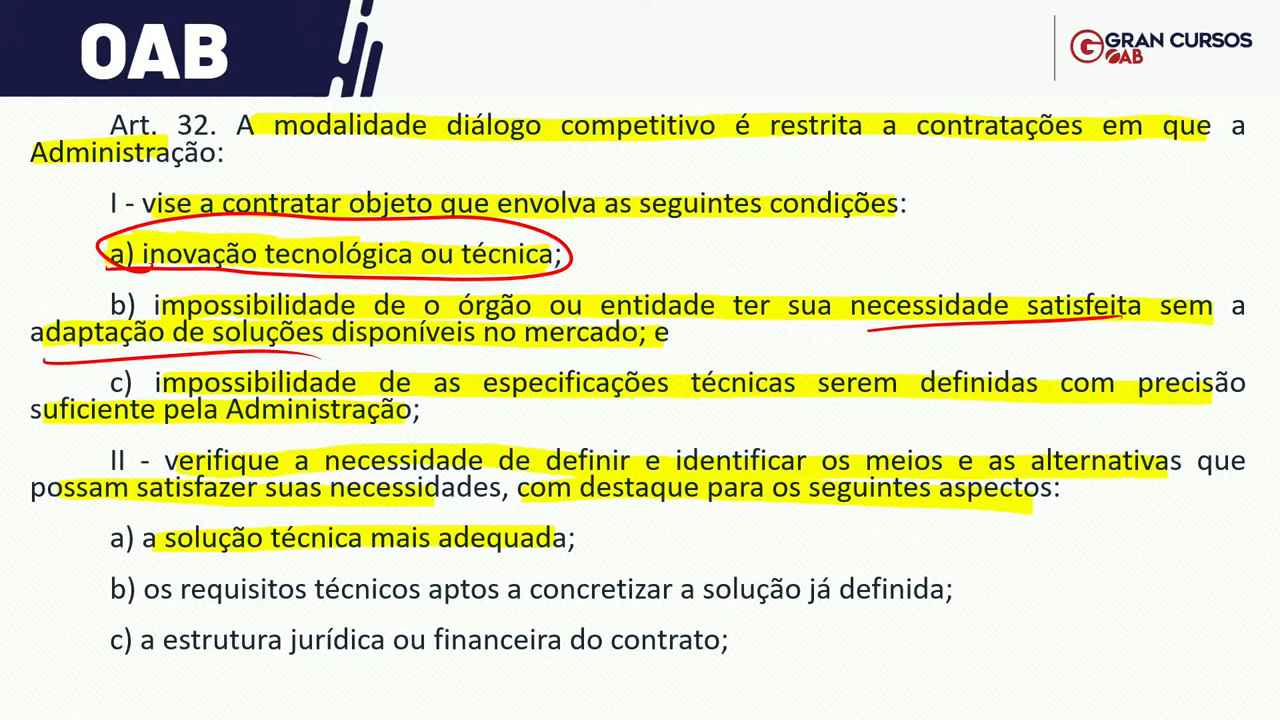 OAB
GRAN CURSOS
OAB
Art. 32. A modalidade diálogo competitivo é restrita a contratações em que a
Administração:
I - vise a contratar objeto que envolva as seguintes condições:
a) inovação tecnológica ou técnica;
b) impossibilidade de o órgão ou entidade ter sua necessidade satisfeita sem a
adaptação de soluções disponíveis no mercado; e
c) impossibilidade de as especificações técnicas serem definidas com precisão
suficiente pela Administração;
II - verifique a necessidade de definir e identificar os meios e as alternativas que
possam satisfazer suas necessidades, com destaque para os seguintes aspectos:
a) a solução técnica mais adequada;
b) os requisitos técnicos aptos a concretizar a solução já definida;
c) a estrutura jurídica ou financeira do contrato;